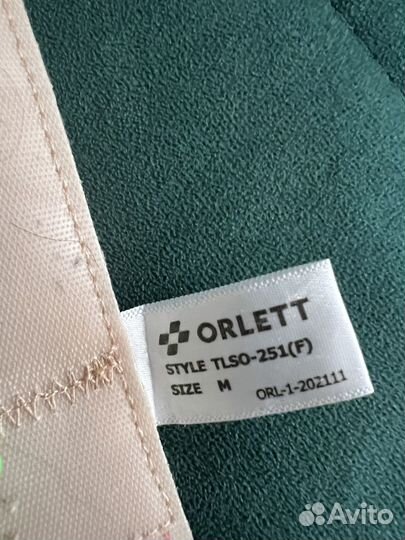 ORLETT
STYLE TLSO-251(F)
SIZE M ORL-1-202111
Avito